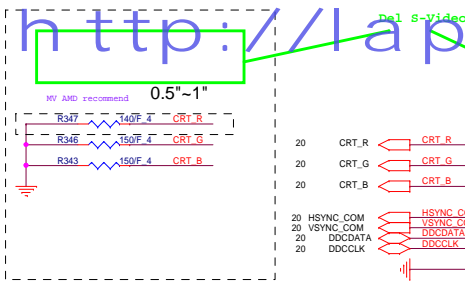 http://lap
Del S-Video
MV AMD recommend
0.5"~1"
R347 140/F_4 CRT_R
R346 150/F_4 CRT_G
R343 150/F_4 CRT_B
20 CRT_R CRT_R
20 CRT_G CRT_G
20 CRT_B CRT_B
20 HSYNC_COM HSYNC_CO
20 VSYNC_COM VSYNC_CO
20 DDCDATA DDCDATA
20 DDCCLK DDCCLK